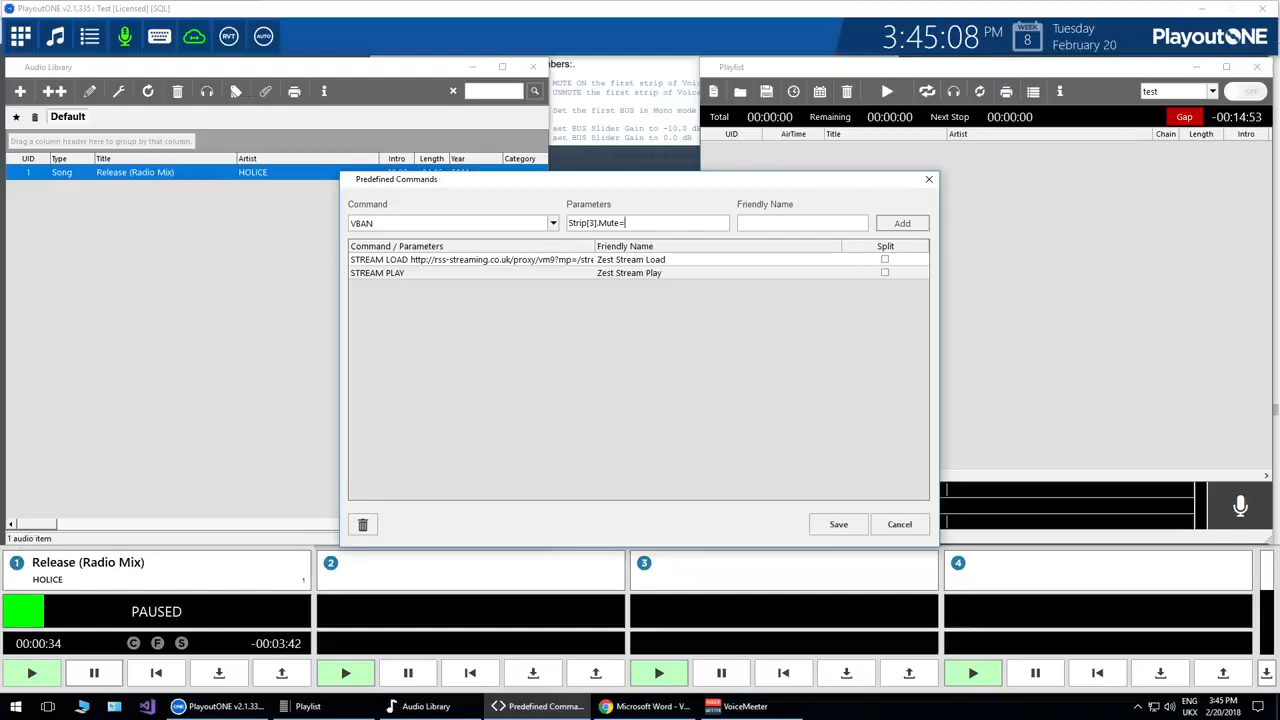 PlayoutONE v2.1.335 : Test [Licensed] [SQL]
RVT
AUTO
3:45:08 PM
WEEK
8
Tuesday
February 20
PlayoutONE
Audio Library
Playlist
MUTE ON the first strip of Voic
UNMUTE the first strip of Voice
Set the first BUS in Mono mode
set BUS Slider Gain to -10.0 dB
set BUS Slider Gain to 0.0 dB
test
OFF
Default
Total 00:00:00 Remaining 00:00:00 Next Stop 00:00:00 Gap -00:14:53
UID AirTime Title Artist Chain Length Intro
Drag a column header here to group by that column.
UID Type Title Artist Intro Length Year Category
1 Song Release (Radio Mix) HOLICE
Predefined Commands
Command Parameters Friendly Name
VBAN Strip[3].Mute= Add
Command / Parameters Friendly Name Split
STREAM LOAD http://rss-streaming.co.uk/proxy/vm9?mp=/stre Zest Stream Load
STREAM PLAY Zest Stream Play
Save Cancel
1 audio item
1 Release (Radio Mix) 2 3 4
HOLICE 1
PAUSED
00:00:34 C F S -00:03:42
PlayoutONE v2.1.33... Playlist Audio Library Predefined Comma... Microsoft Word - V... VoiceMeeter
ENG 3:45 PM
UKX 2/20/2018